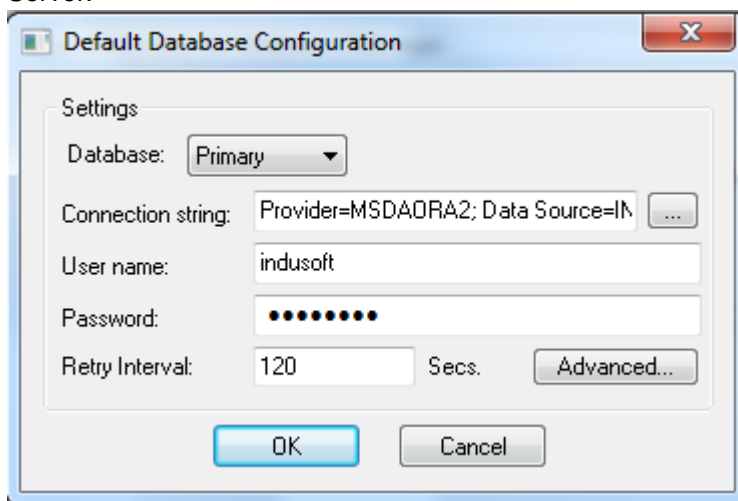 Default Database Configuration
Settings
Database: Primary
Connection string: Provider=MSDAORA2; Data Source=IN ...
User name: indusoft
Password: ••••••••
Retry Interval: 120 Secs. Advanced...
OK Cancel